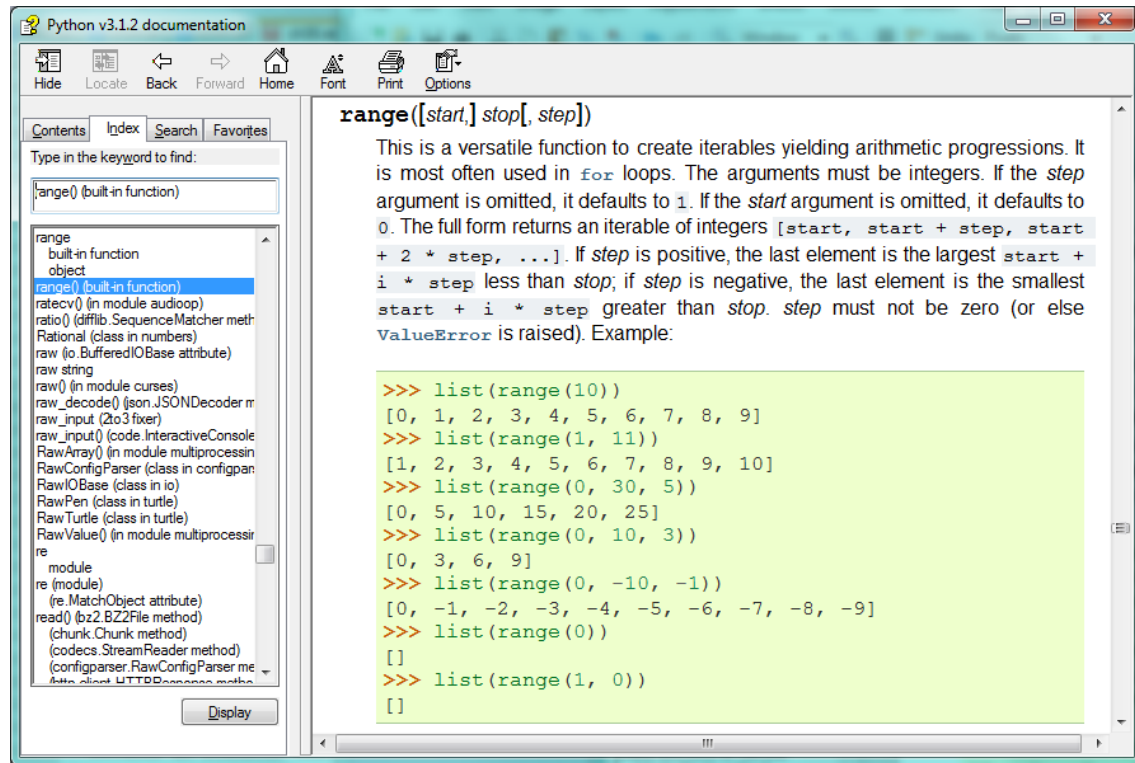 Python v3.1.2 documentation
Hide Locate Back Forward Home Font Print Options
Contents Index Search Favorites
Type in the keyword to find:
range() (built-in function)
range
built-in function
object
range() (built-in function)
ratecv() (in module audioop)
ratio() (difflib.SequenceMatcher meth
Rational (class in numbers)
raw (io.BufferedIOBase attribute)
raw string
raw() (in module curses)
raw_decode() (json.JSONDecoder m
raw_input (2to3 fixer)
raw_input() (code.InteractiveConsole
RawArray() (in module multiprocessin
RawConfigParser (class in configpars
RawIOBase (class in io)
RawPen (class in turtle)
RawTurtle (class in turtle)
RawValue() (in module multiprocessin
re
module
re (module)
(re.MatchObject attribute)
read() (bz2.BZ2File method)
(chunk.Chunk method)
(codecs.StreamReader method)
(configparser.RawConfigParser me
(http.client.HTTPResponse metho
Display
range([start,] stop[, step])
This is a versatile function to create iterables yielding arithmetic progressions. It
is most often used in for loops. The arguments must be integers. If the step
argument is omitted, it defaults to 1. If the start argument is omitted, it defaults to
0. The full form returns an iterable of integers [start, start + step, start
+ 2 * step, ...]. If step is positive, the last element is the largest start +
i * step less than stop; if step is negative, the last element is the smallest
start + i * step greater than stop. step must not be zero (or else
ValueError is raised). Example:
>>> list(range(10))
[0, 1, 2, 3, 4, 5, 6, 7, 8, 9]
>>> list(range(1, 11))
[1, 2, 3, 4, 5, 6, 7, 8, 9, 10]
>>> list(range(0, 30, 5))
[0, 5, 10, 15, 20, 25]
>>> list(range(0, 10, 3))
[0, 3, 6, 9]
>>> list(range(0, -10, -1))
[0, -1, -2, -3, -4, -5, -6, -7, -8, -9]
>>> list(range(0))
[]
>>> list(range(1, 0))
[]